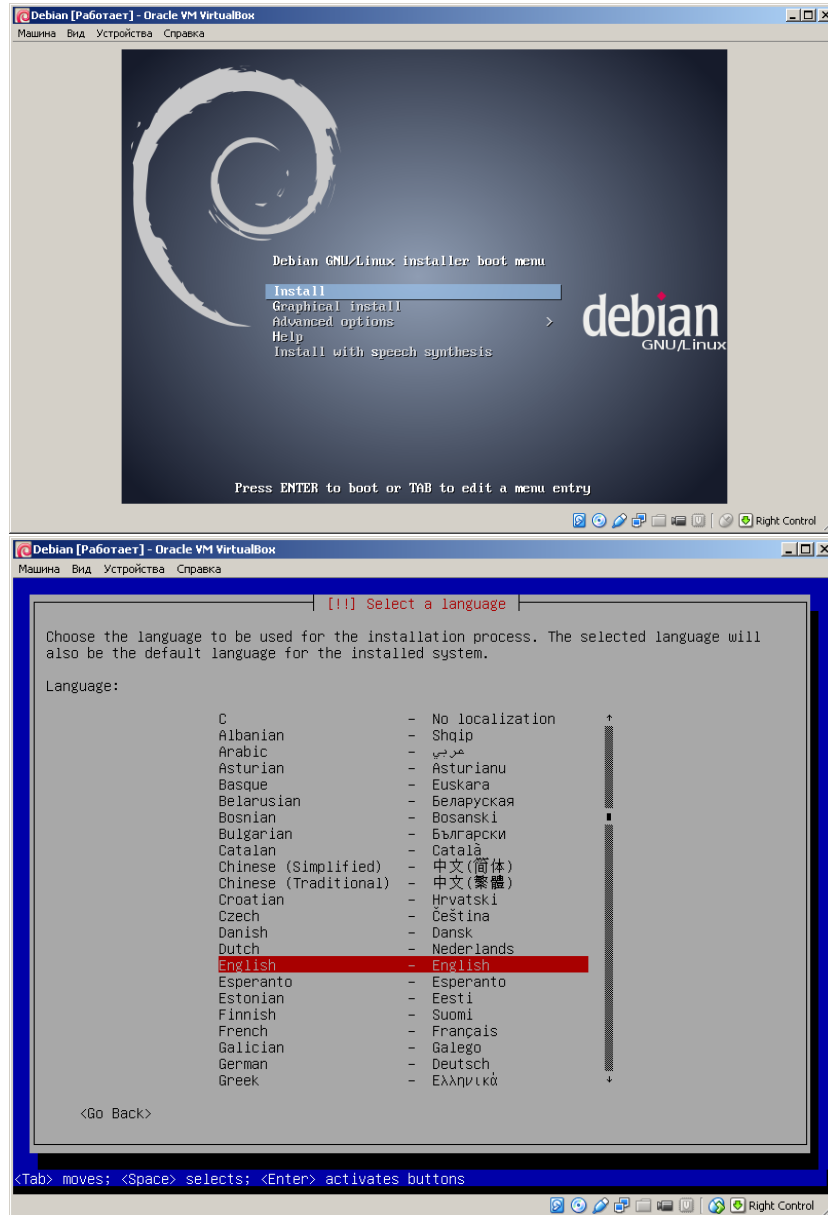 Debian [Работает] - Oracle VM VirtualBox
Машина Вид Устройства Справка
Debian GNU/Linux installer boot menu
Install
Graphical install
Advanced options >
Help
Install with speech synthesis
debian
GNU/Linux
Press ENTER to boot or TAB to edit a menu entry
Right Control
Debian [Работает] - Oracle VM VirtualBox
Машина Вид Устройства Справка
[!!] Select a language
Choose the language to be used for the installation process. The selected language will
also be the default language for the installed system.
Language:
C - No localization
Albanian - Shqip
Arabic - عربي
Asturian - Asturianu
Basque - Euskara
Belarusian - Беларуская
Bosnian - Bosanski
Bulgarian - Български
Catalan - Català
Chinese (Simplified) - 中文(简体)
Chinese (Traditional) - 中文(繁體)
Croatian - Hrvatski
Czech - Čeština
Danish - Dansk
Dutch - Nederlands
English - English
Esperanto - Esperanto
Estonian - Eesti
Finnish - Suomi
French - Français
Galician - Galego
German - Deutsch
Greek - Ελληνικά
<Go Back>
<Tab> moves; <Space> selects; <Enter> activates buttons
Right Control